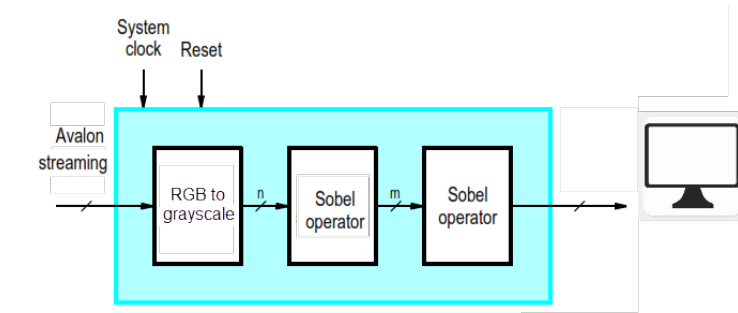 System
clock
Reset
Avalon
streaming
RGB to
grayscale
n
Sobel
operator
m
Sobel
operator